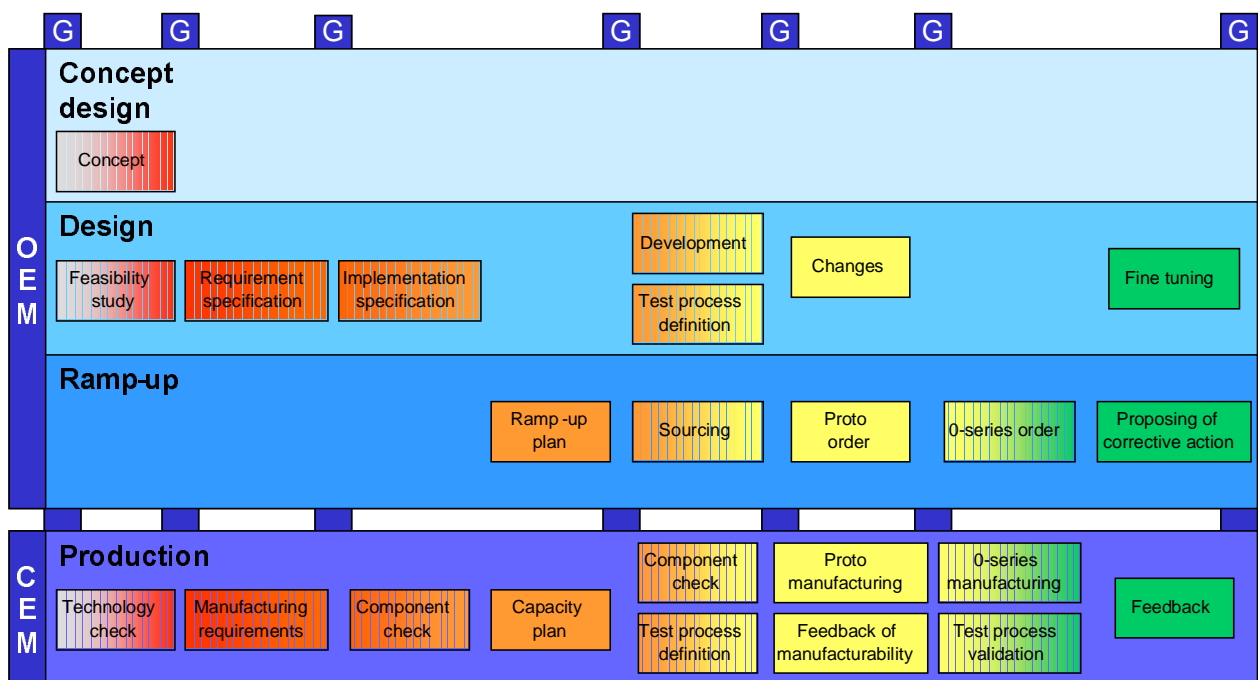 G G G G G G G
Concept
design
Concept
OEM
Design
Feasibility
study
Requirement
specification
Implementation
specification
Development
Test process
definition
Changes
Fine tuning
Ramp-up
Ramp -up
plan
Sourcing
Proto
order
0-series order
Proposing of
corrective action
CEM
Production
Technology
check
Manufacturing
requirements
Component
check
Capacity
plan
Component
check
Test process
definition
Proto
manufacturing
Feedback of
manufacturability
0-series
manufacturing
Test process
validation
Feedback